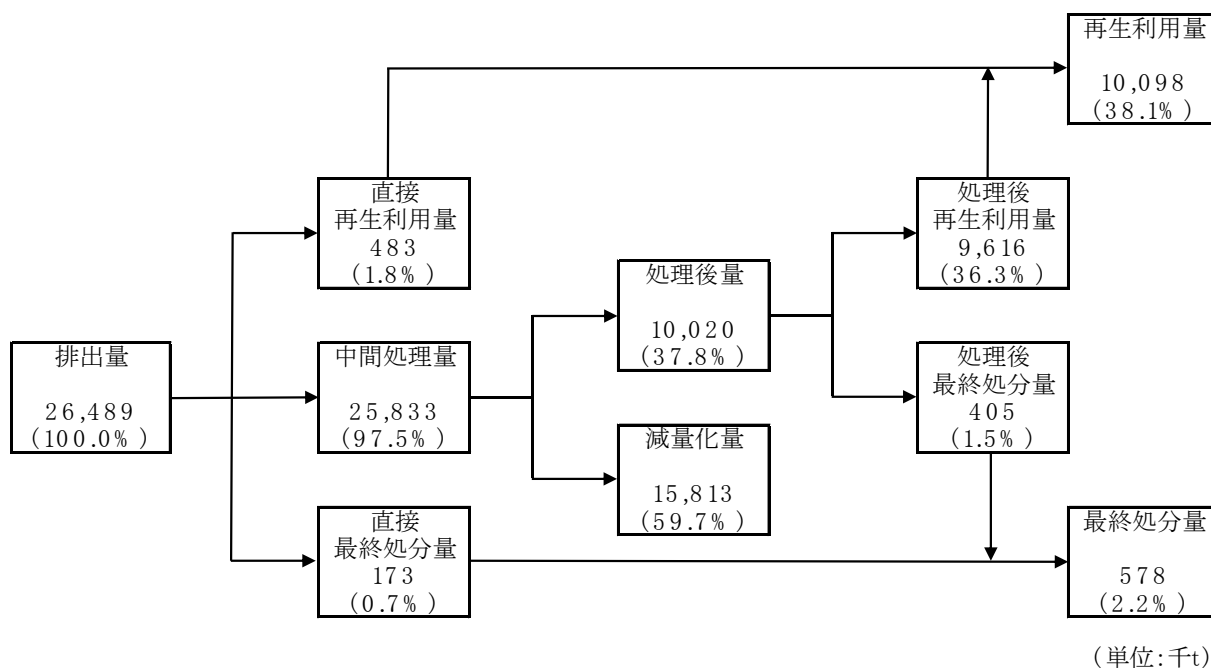 再生利用量
10,098
(38.1%)
直接
再生利用量
483
(1.8%)
処理後
再生利用量
9,616
(36.3%)
処理後量
10,020
(37.8%)
排出量
26,489
(100.0%)
中間処理量
25,833
(97.5%)
処理後
最終処分量
405
(1.5%)
減量化量
15,813
(59.7%)
直接
最終処分量
173
(0.7%)
最終処分量
578
(2.2%)
(単位:千t)